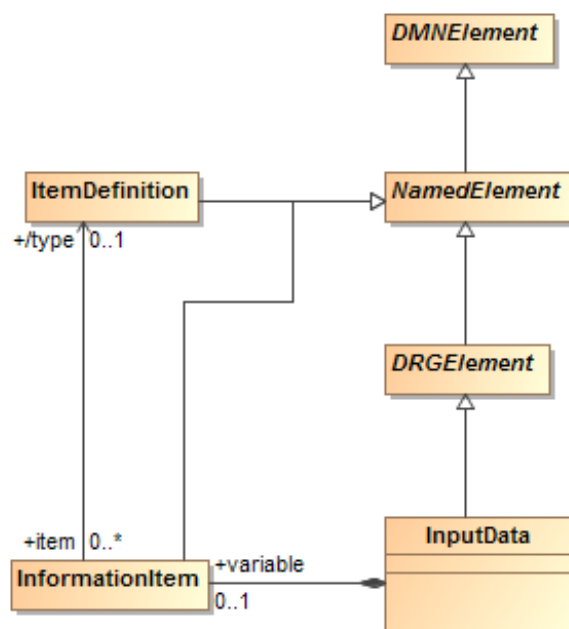 DMNElement
ItemDefinition
NamedElement
+/type 0..1
DRGElement
+item 0..*
InputData
InformationItem
+variable
0..1